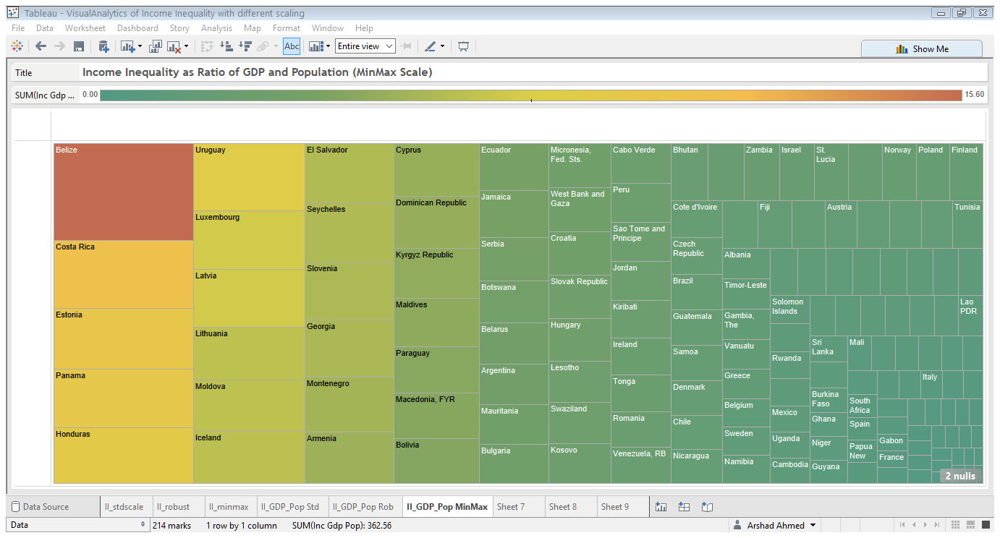 Tableau - VisualAnalytics of Income Inequality with different scaling
File Data Worksheet Dashboard Story Analysis Map Format Window Help
Abc Entire view Show Me
Title Income Inequality as Ratio of GDP and Population (MinMax Scale)
SUM(Inc Gdp ... 0.00 15.60
Belize
Costa Rica
Estonia
Panama
Honduras
Uruguay
Luxembourg
Latvia
Lithuania
Moldova
Iceland
El Salvador
Seychelles
Slovenia
Georgia
Montenegro
Armenia
Cyprus
Dominican Republic
Kyrgyz Republic
Maldives
Paraguay
Macedonia, FYR
Bolivia
Ecuador
Jamaica
Serbia
Botswana
Belarus
Argentina
Mauritania
Bulgaria
Micronesia,
Fed. Sts.
West Bank and
Gaza
Croatia
Slovak Republic
Hungary
Lesotho
Swaziland
Kosovo
Cabo Verde
Peru
Sao Tome and
Principe
Jordan
Kiribati
Ireland
Tonga
Romania
Venezuela, RB
Bhutan
Cote d'Ivoire
Czech
Republic
Brazil
Guatemala
Samoa
Denmark
Chile
Nicaragua
Zambia
Israel
St.
Lucia
Norway
Poland
Finland
Fiji
Austria
Tunisia
Albania
Timor-Leste
Gambia,
The
Vanuatu
Greece
Belgium
Sweden
Namibia
Solomon
Islands
Rwanda
Mexico
Uganda
Cambodia
Lao
PDR
Sri
Lanka
Burkina
Faso
Ghana
Niger
Guyana
Mali
South
Africa
Spain
Papua
New
Italy
Gabon
France
2 nulls
Data Source II_stdscale II_robust II_minmax II_GDP_Pop Std II_GDP_Pop Rob II_GDP_Pop MinMax Sheet 7 Sheet 8 Sheet 9
Data 214 marks 1 row by 1 column SUM(Inc Gdp Pop): 362.56 Arshad Ahmed